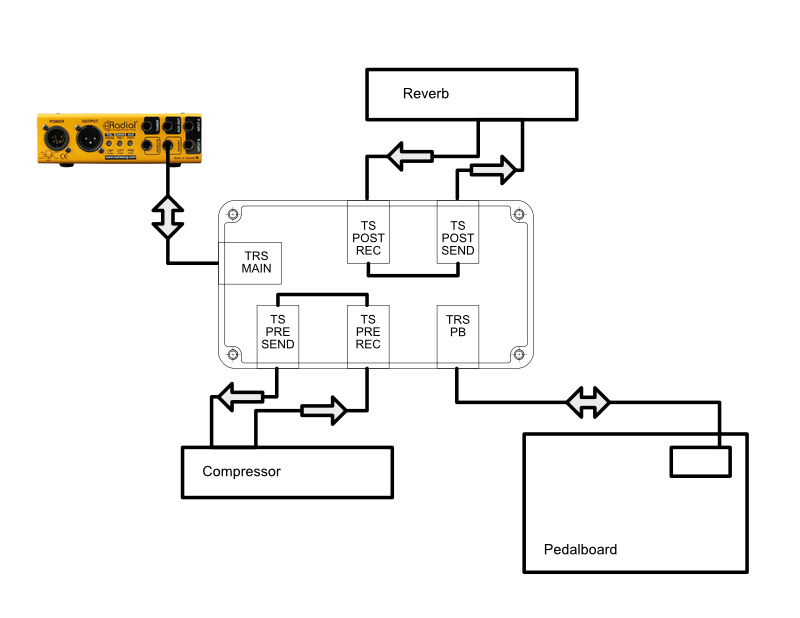 Reverb
POWER
OUTPUT
Radial
TS
POST
REC
TS
POST
SEND
TRS
MAIN
TS
PRE
SEND
TS
PRE
REC
TRS
PB
Compressor
Pedalboard